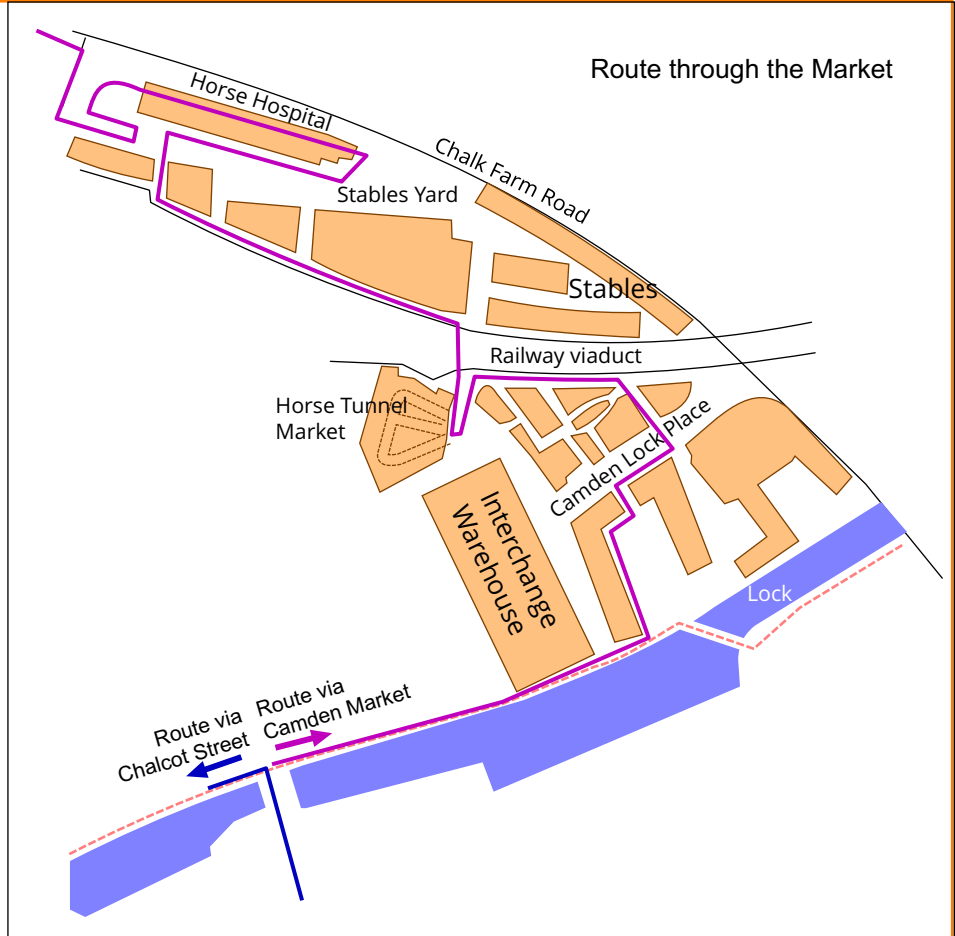 Route through the Market
Horse Hospital
Chalk Farm Road
Stables Yard
Stables
Railway viaduct
Horse Tunnel
Market
Camden Lock Place
Interchange
Warehouse
Lock
Route via
Camden Market
Route via
Chalcot Street